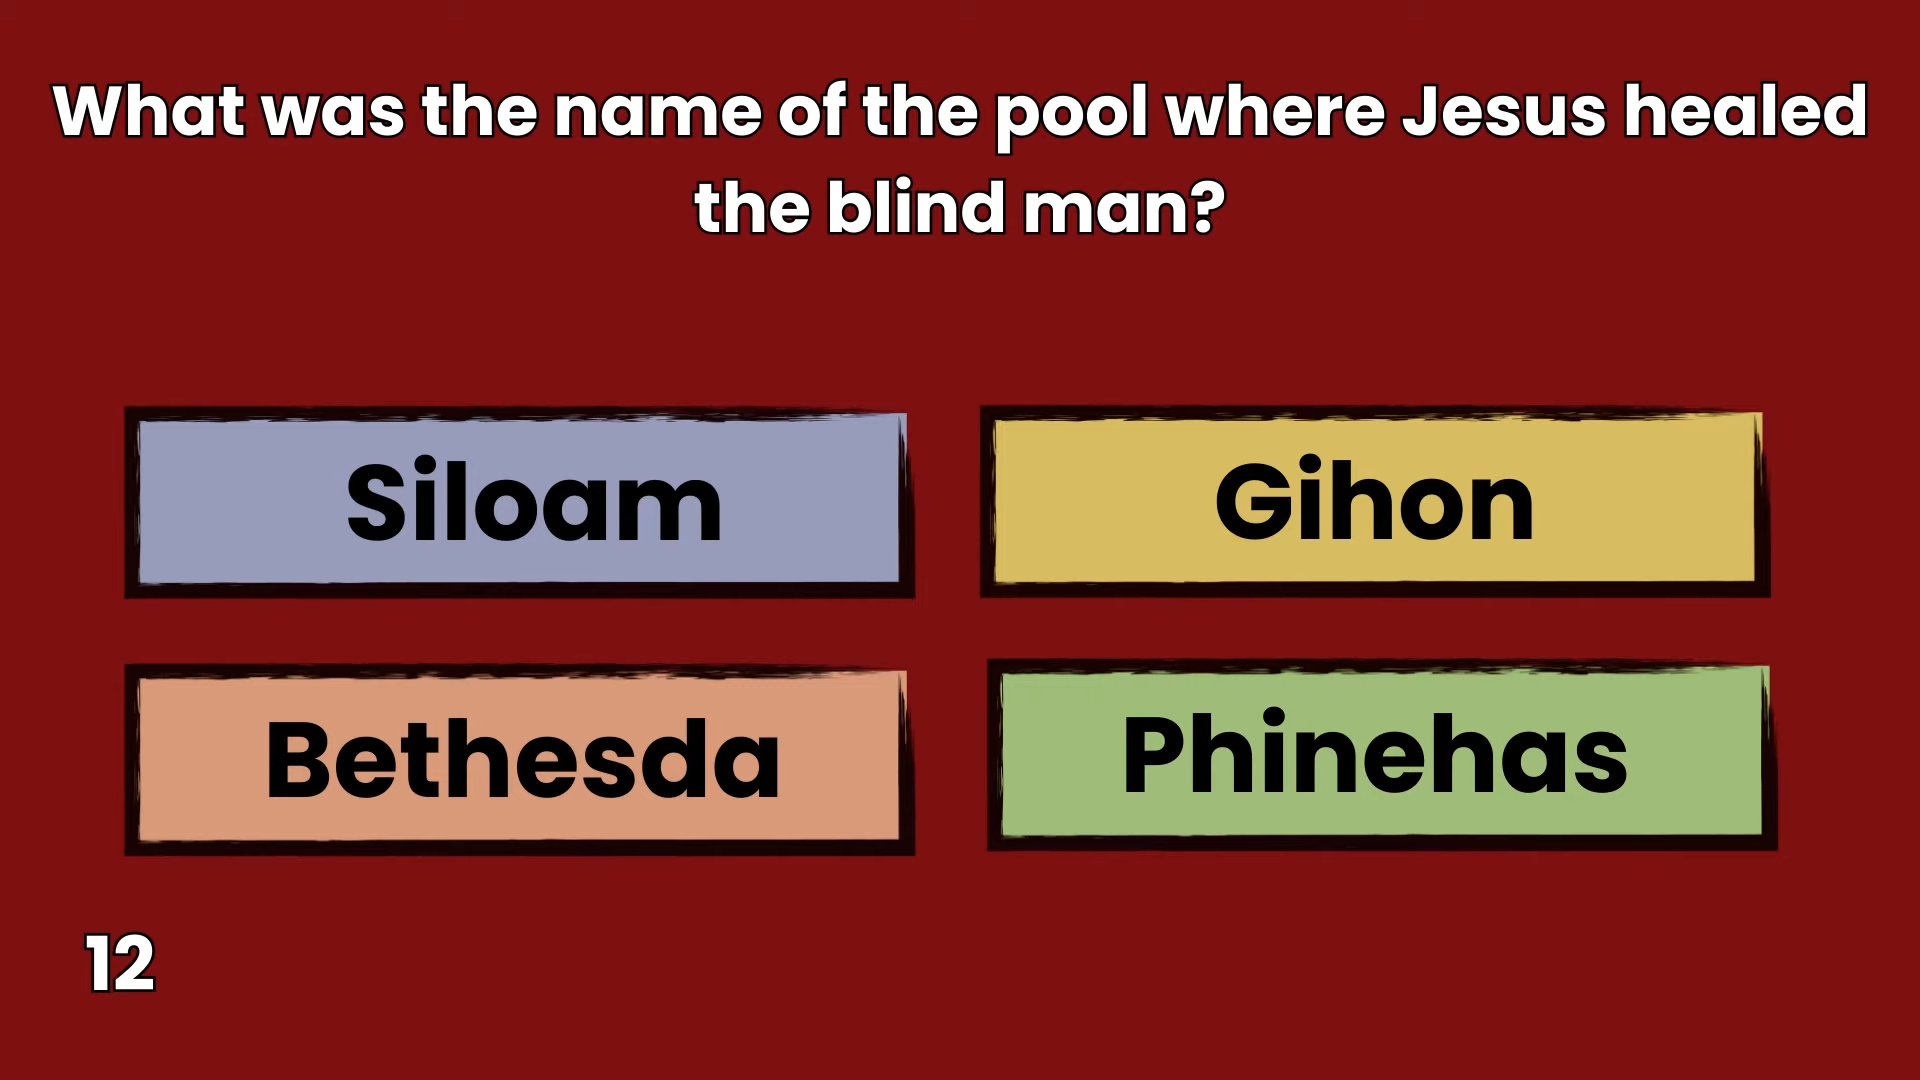 What was the name of the pool where Jesus healed
the blind man?
Siloam
Gihon
Bethesda
Phinehas
12